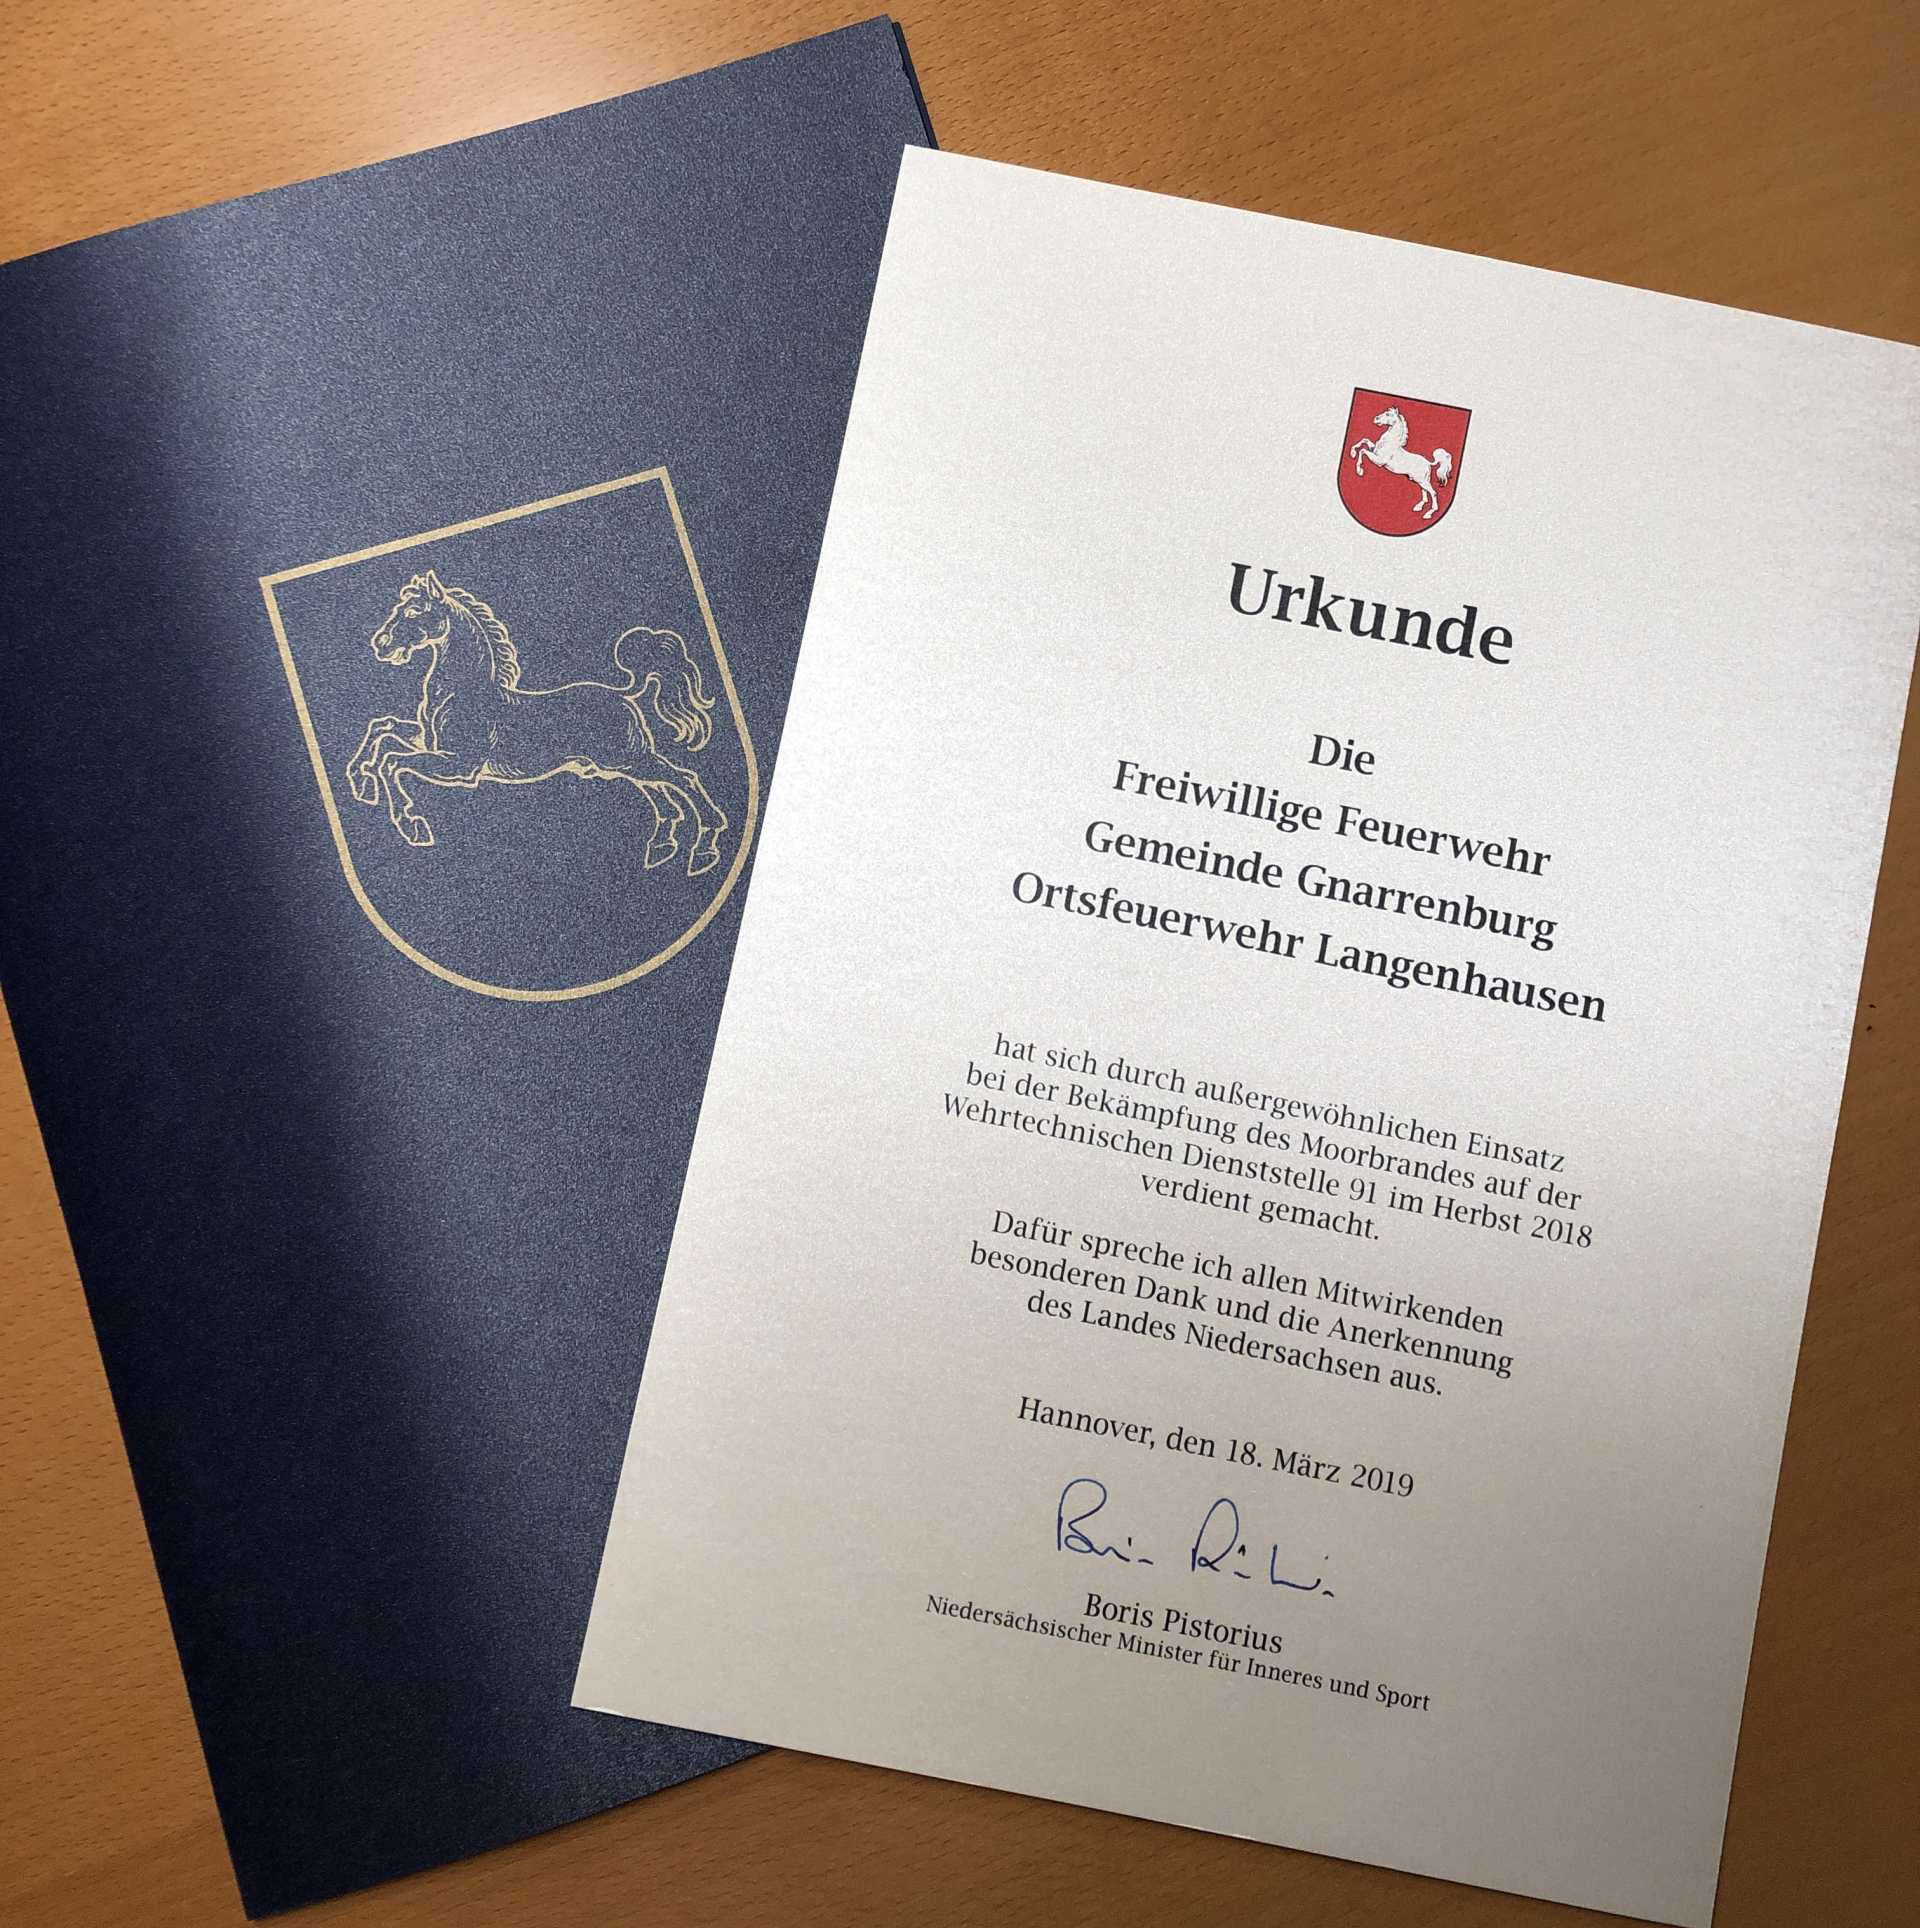 Urkunde
Die
Freiwillige Feuerwehr
Gemeinde Gnarrenburg
Ortsfeuerwehr Langenhausen
hat sich durch außergewöhnlichen Einsatz
bei der Bekämpfung des Moorbrandes auf der
Wehrtechnischen Dienststelle 91 im Herbst 2018
verdient gemacht.
Dafür spreche ich allen Mitwirkenden
besonderen Dank und die Anerkennung
des Landes Niedersachsen aus.
Hannover, den 18. März 2019
Boris Pistorius
Niedersächsischer Minister für Inneres und Sport